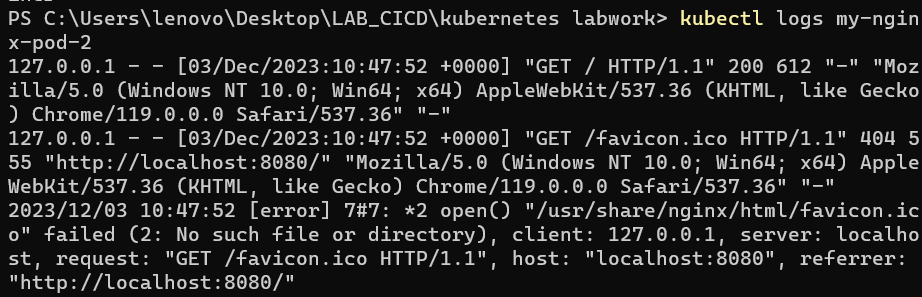 PS C:\Users\lenovo\Desktop\LAB_CICD\kubernetes labwork> kubectl logs my-ngin
x-pod-2
127.0.0.1 - - [03/Dec/2023:10:47:52 +0000] "GET / HTTP/1.1" 200 612 "-" "Moz
illa/5.0 (Windows NT 10.0; Win64; x64) AppleWebKit/537.36 (KHTML, like Gecko
) Chrome/119.0.0.0 Safari/537.36" "-"
127.0.0.1 - - [03/Dec/2023:10:47:52 +0000] "GET /favicon.ico HTTP/1.1" 404 5
55 "http://localhost:8080/" "Mozilla/5.0 (Windows NT 10.0; Win64; x64) Apple
WebKit/537.36 (KHTML, like Gecko) Chrome/119.0.0.0 Safari/537.36" "-"
2023/12/03 10:47:52 [error] 7#7: *2 open() "/usr/share/nginx/html/favicon.ic
o" failed (2: No such file or directory), client: 127.0.0.1, server: localho
st, request: "GET /favicon.ico HTTP/1.1", host: "localhost:8080", referrer:
"http://localhost:8080/"